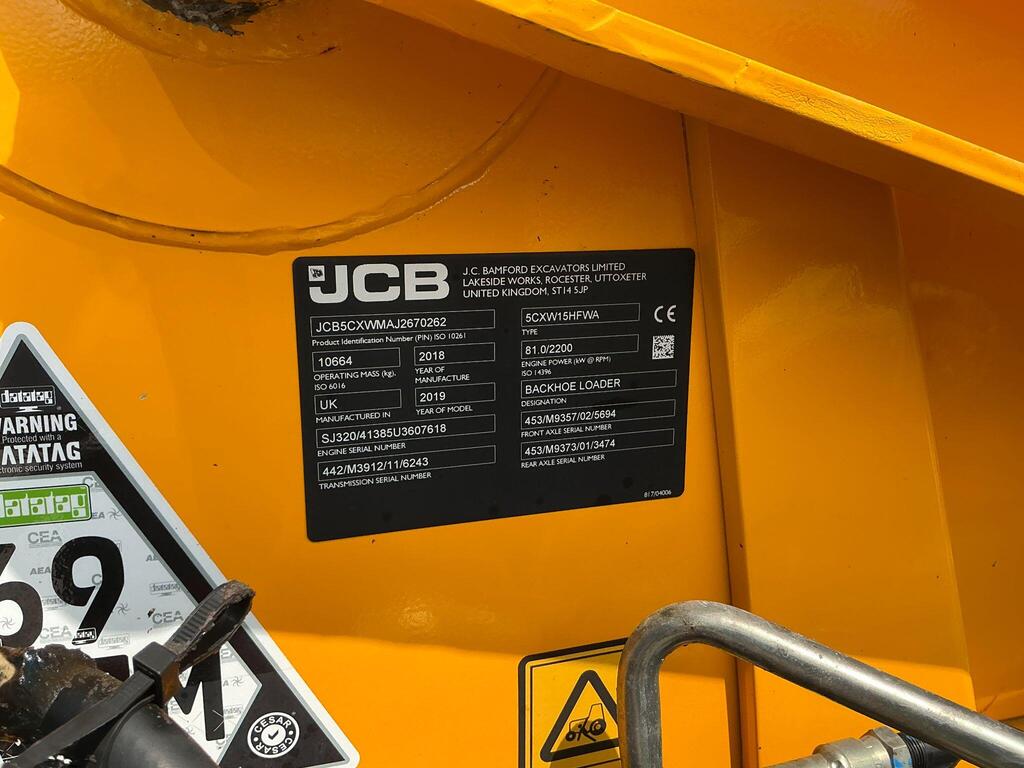 JCB
J.C. BAMFORD EXCAVATORS LIMITED
LAKESIDE WORKS, ROCESTER, UTTOXETER
UNITED KINGDOM, ST14 5JP
JCB5CXWMAJ2670262
Product Identification Number (PIN) ISO 10261
10664
OPERATING MASS (kg).
ISO 6016
2018
YEAR OF
MANUFACTURE
UK
MANUFACTURED IN
2019
YEAR OF MODEL
SJ320/41385U3607618
ENGINE SERIAL NUMBER
442/M3912/11/6243
TRANSMISSION SERIAL NUMBER
5CXW15HFWA
TYPE
CE
81.0/2200
ENGINE POWER (kW @ RPM)
ISO 14396
BACKHOE LOADER
DESIGNATION
453/M9357/02/5694
FRONT AXLE SERIAL NUMBER
453/M9373/01/3474
REAR AXLE SERIAL NUMBER
817/04006
datatag
WARNING
Protected with a
DATATAG
electronic security system
datatag
CEA
69
M
CESAR